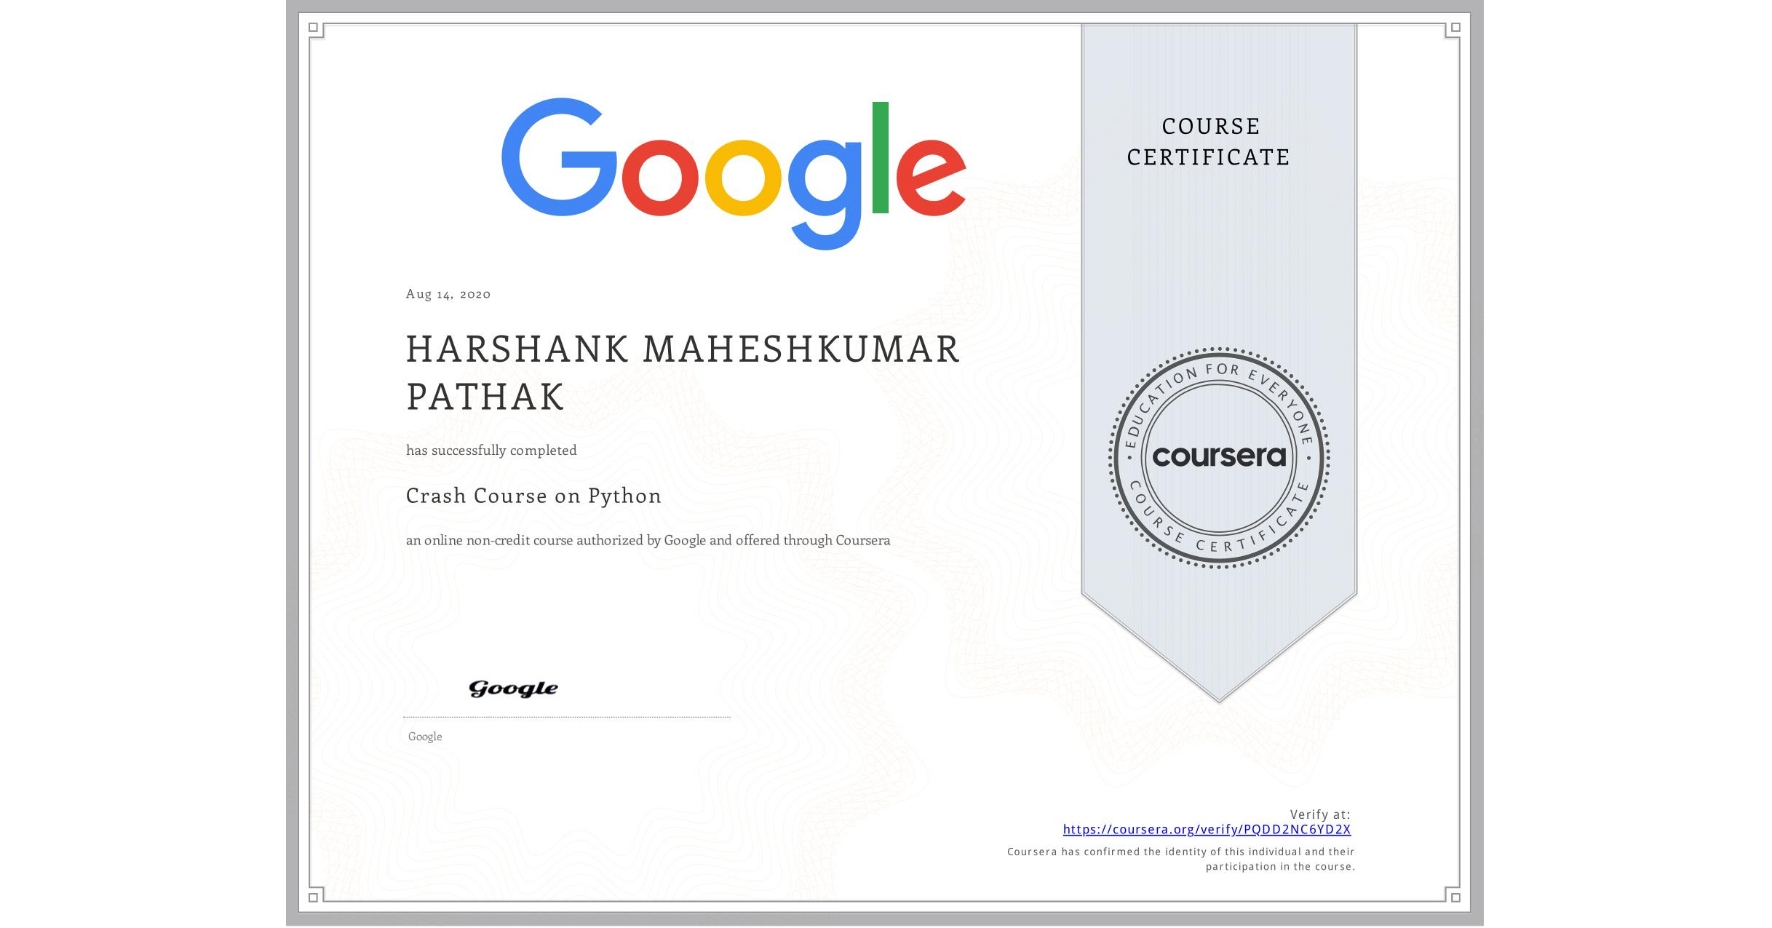 Google
COURSE
CERTIFICATE
Aug 14, 2020
HARSHANK MAHESHKUMAR
PATHAK
has successfully completed
Crash Course on Python
an online non-credit course authorized by Google and offered through Coursera
EDUCATION FOR EVERYONE
coursera
COURSE CERTIFICATE
Google
Google
Verify at:
https://coursera.org/verify/PQDD2NC6YD2X
Coursera has confirmed the identity of this individual and their
participation in the course.